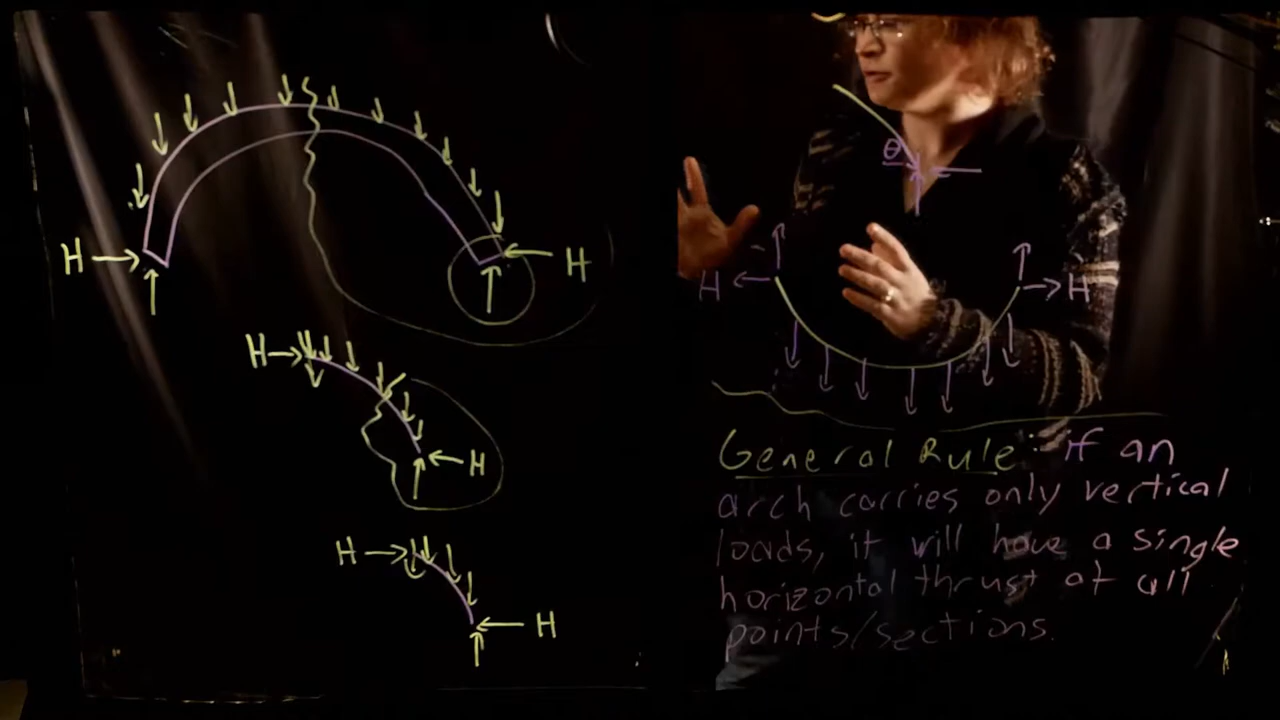 H
H
H
H
H
H
θ
H
H
General Rule: if an
arch carries only vertical
loads, it will have a single
horizontal thrust at all
points/sections.